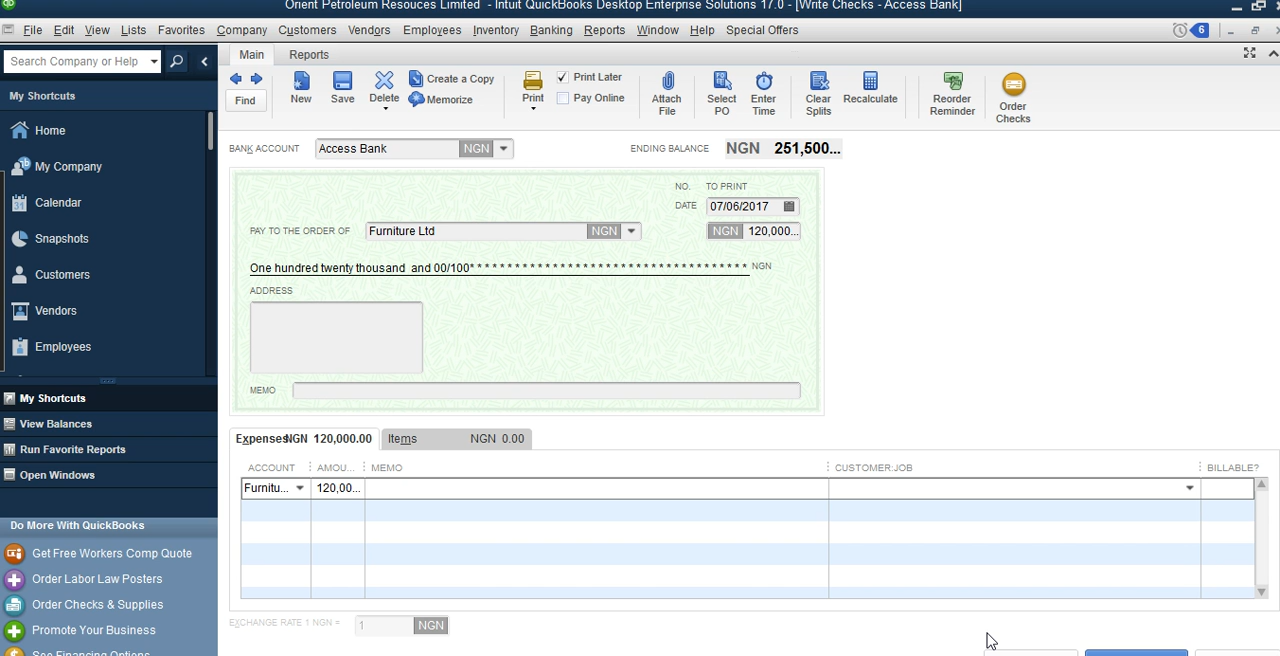 Orient Petroleum Resouces Limited - Intuit QuickBooks Desktop Enterprise Solutions 17.0 - [Write Checks - Access Bank]
File Edit View Lists Favorites Company Customers Vendors Employees Inventory Banking Reports Window Help Special Offers 6
Search Company or Help
Main Reports
My Shortcuts
Home
My Company
Calendar
Snapshots
Customers
Vendors
Employees
My Shortcuts
View Balances
Run Favorite Reports
Open Windows
Do More With QuickBooks
Get Free Workers Comp Quote
Order Labor Law Posters
Order Checks & Supplies
Promote Your Business
See Financing Options
Find
New
Save
Delete
Create a Copy
Memorize
Print
Print Later
Pay Online
Attach
File
Select
PO
Enter
Time
Clear
Splits
Recalculate
Reorder
Reminder
Order
Checks
BANK ACCOUNT Access Bank NGN ENDING BALANCE NGN 251,500...
NO. TO PRINT
DATE 07/06/2017
PAY TO THE ORDER OF Furniture Ltd NGN NGN 120,000...
One hundred twenty thousand and 00/100* * * * * * * * * * * * * * * * * * * * * * * * * * * * * * * * * * * * * NGN
ADDRESS
MEMO
Expenses NGN 120,000.00 Items NGN 0.00
ACCOUNT AMOU... MEMO CUSTOMER:JOB BILLABLE?
Furnitu... 120,00...
EXCHANGE RATE 1 NGN = 1 NGN